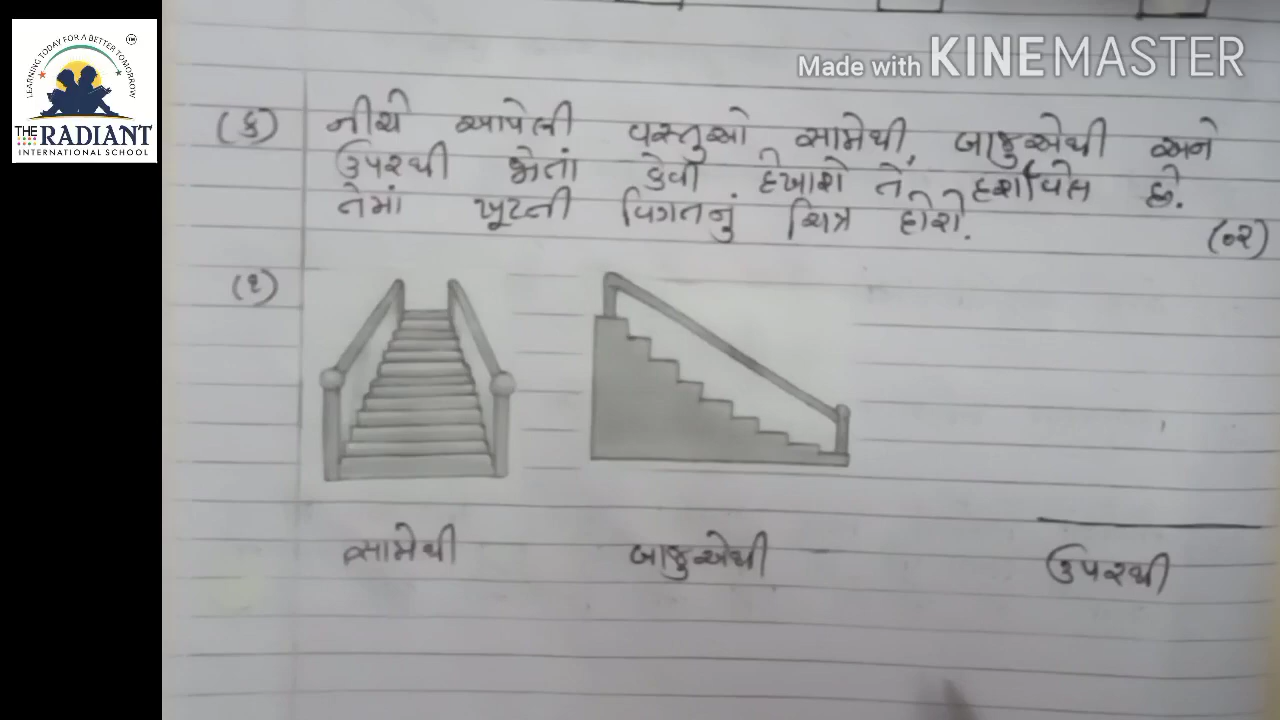 LEARNING TODAY FOR A BETTER TOMORROW
TM
THE RADIANT
INTERNATIONAL SCHOOL
Made with KINEMASTER
(ક) નીચે આપેલી વસ્તુઓ સામેથી, બાજુએથી અને
ઉપરથી જોતાં કેવી દેખાશે તે દર્શાવેલ છે.
તેમાં ખૂટતી વિગતનું ચિત્ર દોરો. (૦૨)
(૧)
સામેથી બાજુએથી ઉપરથી